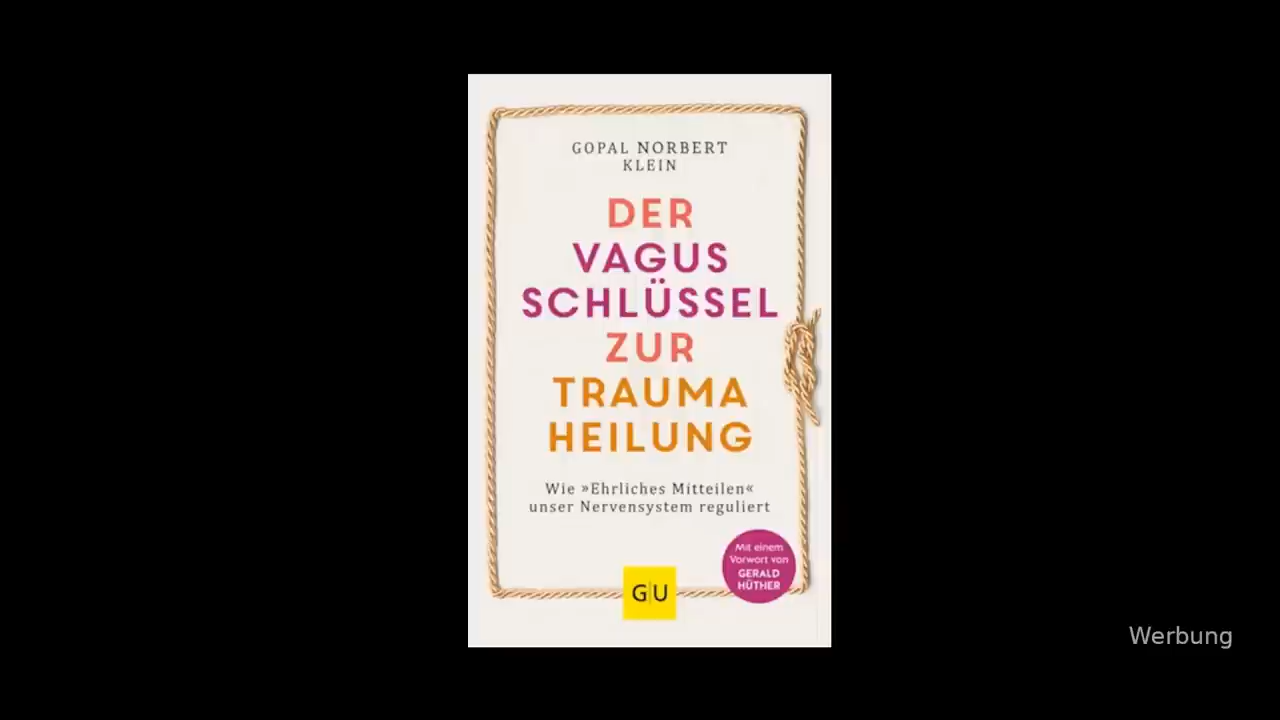 GOPAL NORBERT
KLEIN
DER
VAGUS
SCHLÜSSEL
ZUR
TRAUMA
HEILUNG
Wie »Ehrliches Mitteilen«
unser Nervensystem reguliert
Mit einem
Vorwort von
GERALD
HÜTHER
G|U
Werbung